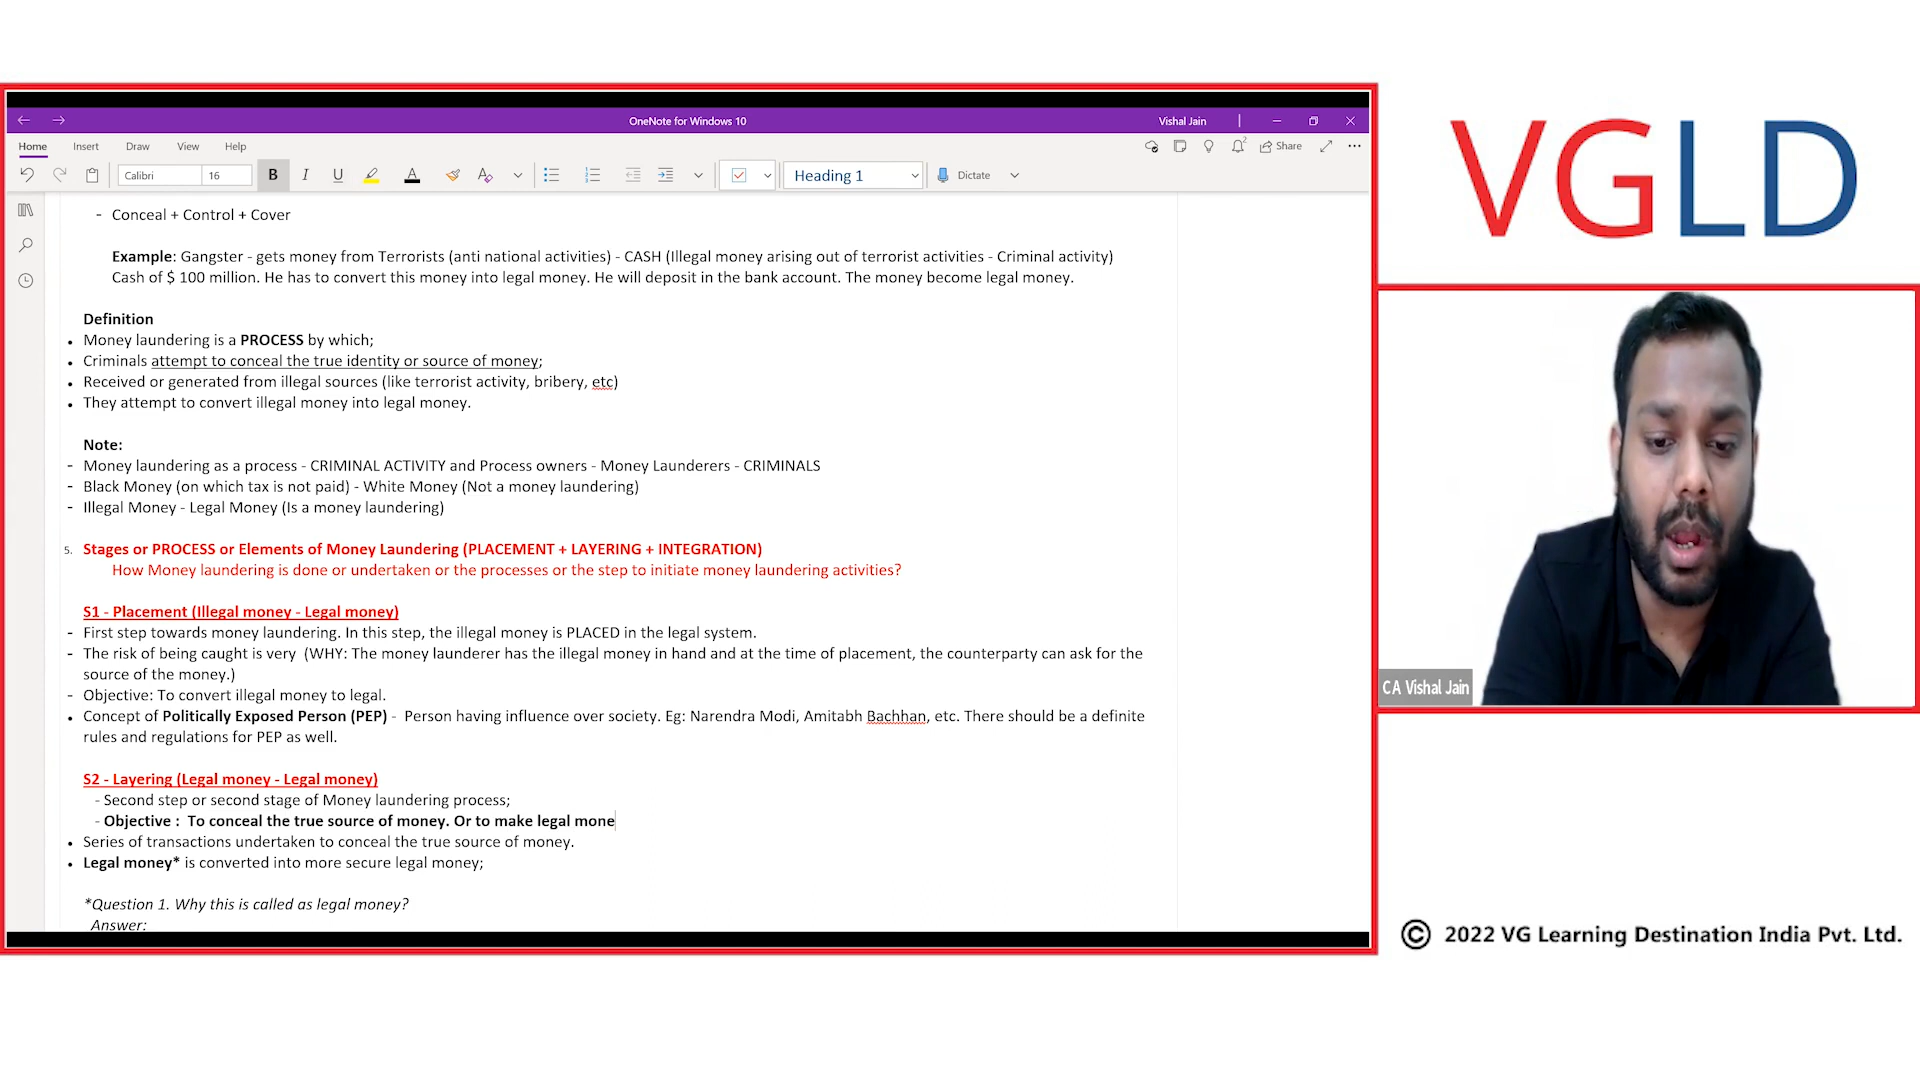 OneNote for Windows 10
Vishal Jain
Home Insert Draw View Help
Share
Calibri 16 B I U A Heading 1 Dictate
- Conceal + Control + Cover
Example: Gangster - gets money from Terrorists (anti national activities) - CASH (Illegal money arising out of terrorist activities - Criminal activity)
Cash of $ 100 million. He has to convert this money into legal money. He will deposit in the bank account. The money become legal money.
Definition
• Money laundering is a PROCESS by which;
• Criminals attempt to conceal the true identity or source of money;
• Received or generated from illegal sources (like terrorist activity, bribery, etc)
• They attempt to convert illegal money into legal money.
Note:
- Money laundering as a process - CRIMINAL ACTIVITY and Process owners - Money Launderers - CRIMINALS
- Black Money (on which tax is not paid) - White Money (Not a money laundering)
- Illegal Money - Legal Money (Is a money laundering)
5. Stages or PROCESS or Elements of Money Laundering (PLACEMENT + LAYERING + INTEGRATION)
How Money laundering is done or undertaken or the processes or the step to initiate money laundering activities?
S1 - Placement (Illegal money - Legal money)
- First step towards money laundering. In this step, the illegal money is PLACED in the legal system.
- The risk of being caught is very (WHY: The money launderer has the illegal money in hand and at the time of placement, the counterparty can ask for the
source of the money.)
- Objective: To convert illegal money to legal.
• Concept of Politically Exposed Person (PEP) - Person having influence over society. Eg: Narendra Modi, Amitabh Bachhan, etc. There should be a definite
rules and regulations for PEP as well.
S2 - Layering (Legal money - Legal money)
- Second step or second stage of Money laundering process;
- Objective : To conceal the true source of money. Or to make legal mone
• Series of transactions undertaken to conceal the true source of money.
• Legal money* is converted into more secure legal money;
*Question 1. Why this is called as legal money?
Answer:
VGLD
CA Vishal Jain
© 2022 VG Learning Destination India Pvt. Ltd.